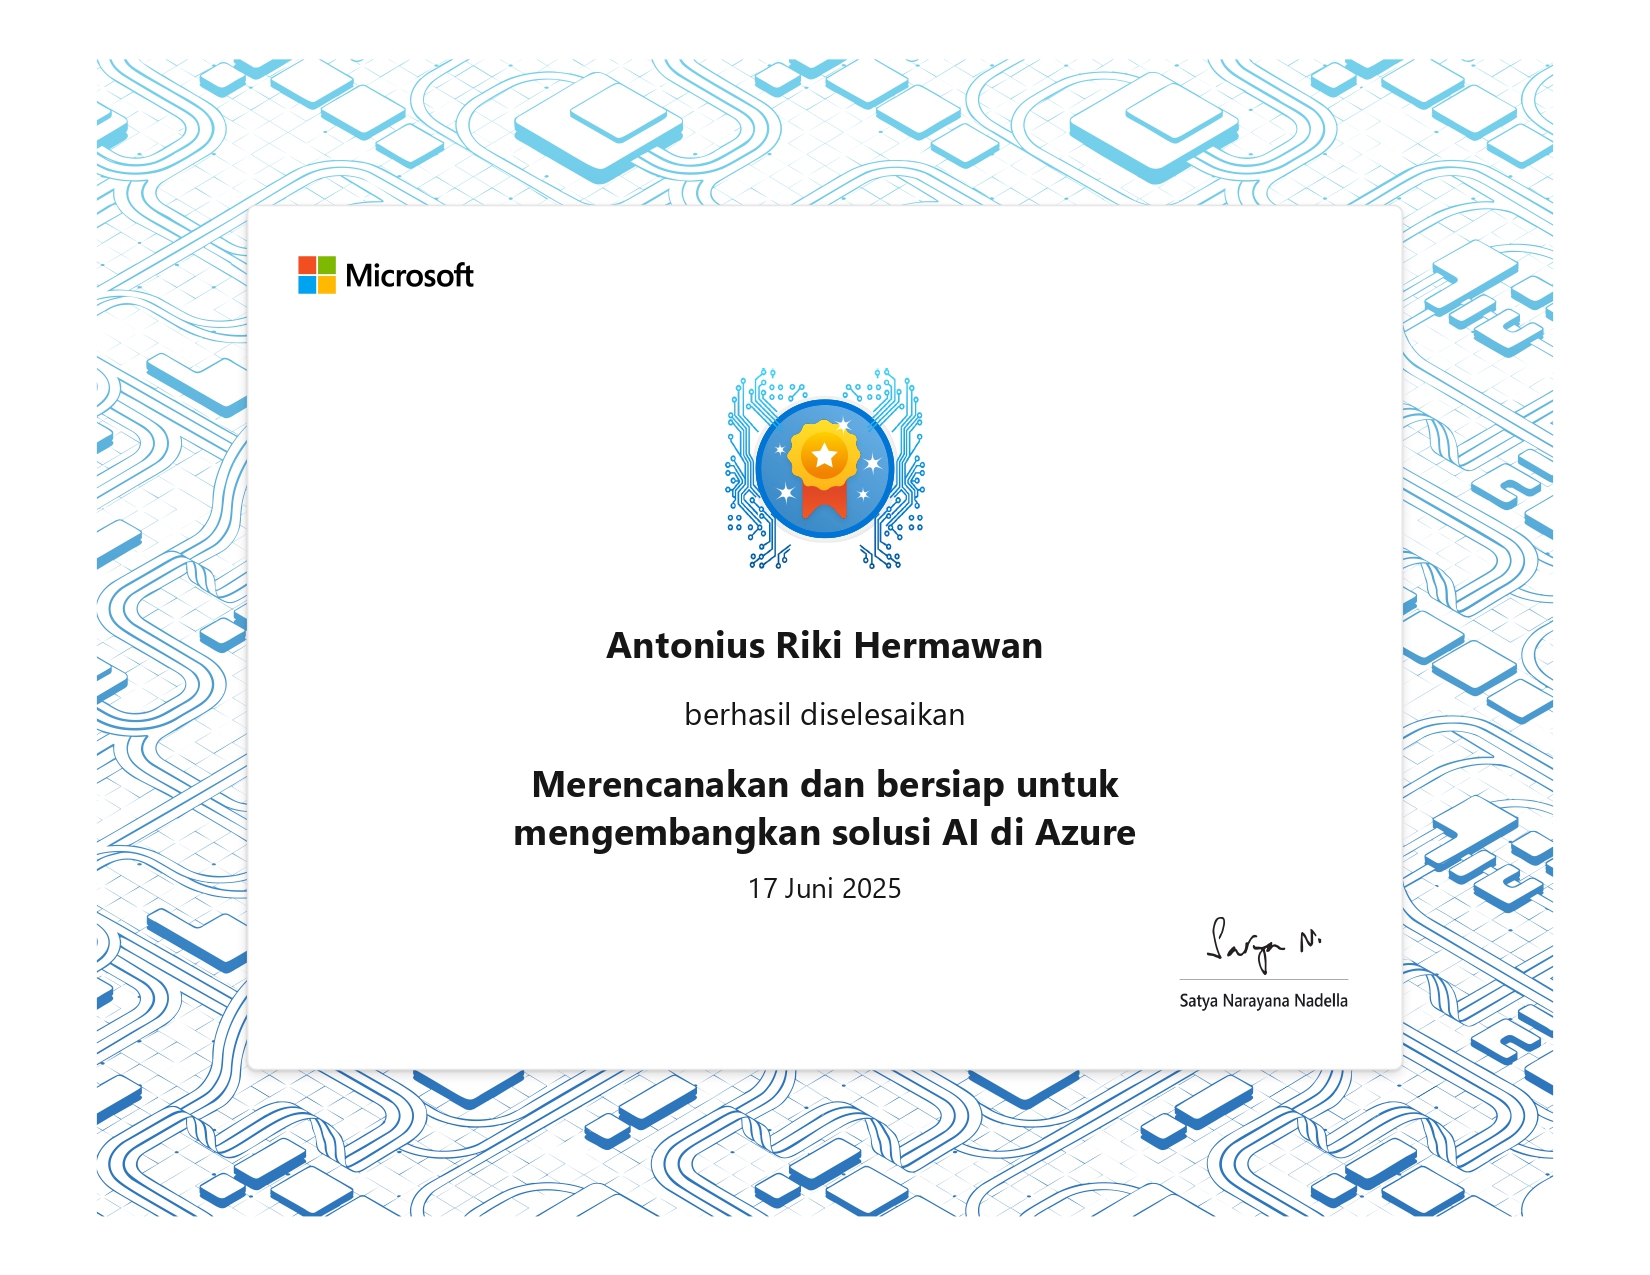 Microsoft
Antonius Riki Hermawan
berhasil diselesaikan
Merencanakan dan bersiap untuk
mengembangkan solusi AI di Azure
17 Juni 2025
Satya N.
Satya Narayana Nadella